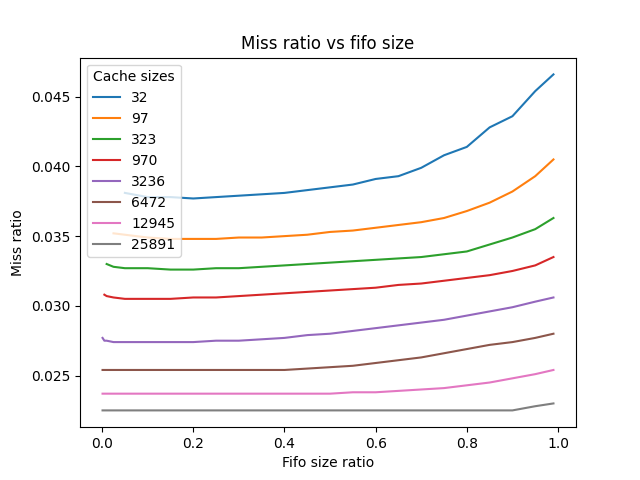 Miss ratio vs fifo size
Cache sizes
32
97
323
970
3236
6472
12945
25891
0.045
0.040
0.035
0.030
0.025
Miss ratio
0.0 0.2 0.4 0.6 0.8 1.0
Fifo size ratio